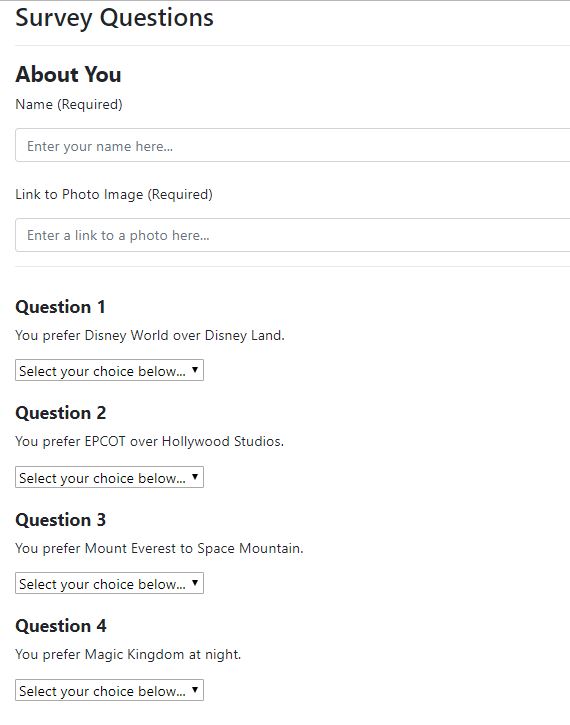 Survey Questions
About You
Name (Required)
Enter your name here...
Link to Photo Image (Required)
Enter a link to a photo here...
Question 1
You prefer Disney World over Disney Land.
Select your choice below...
Question 2
You prefer EPCOT over Hollywood Studios.
Select your choice below...
Question 3
You prefer Mount Everest to Space Mountain.
Select your choice below...
Question 4
You prefer Magic Kingdom at night.
Select your choice below...